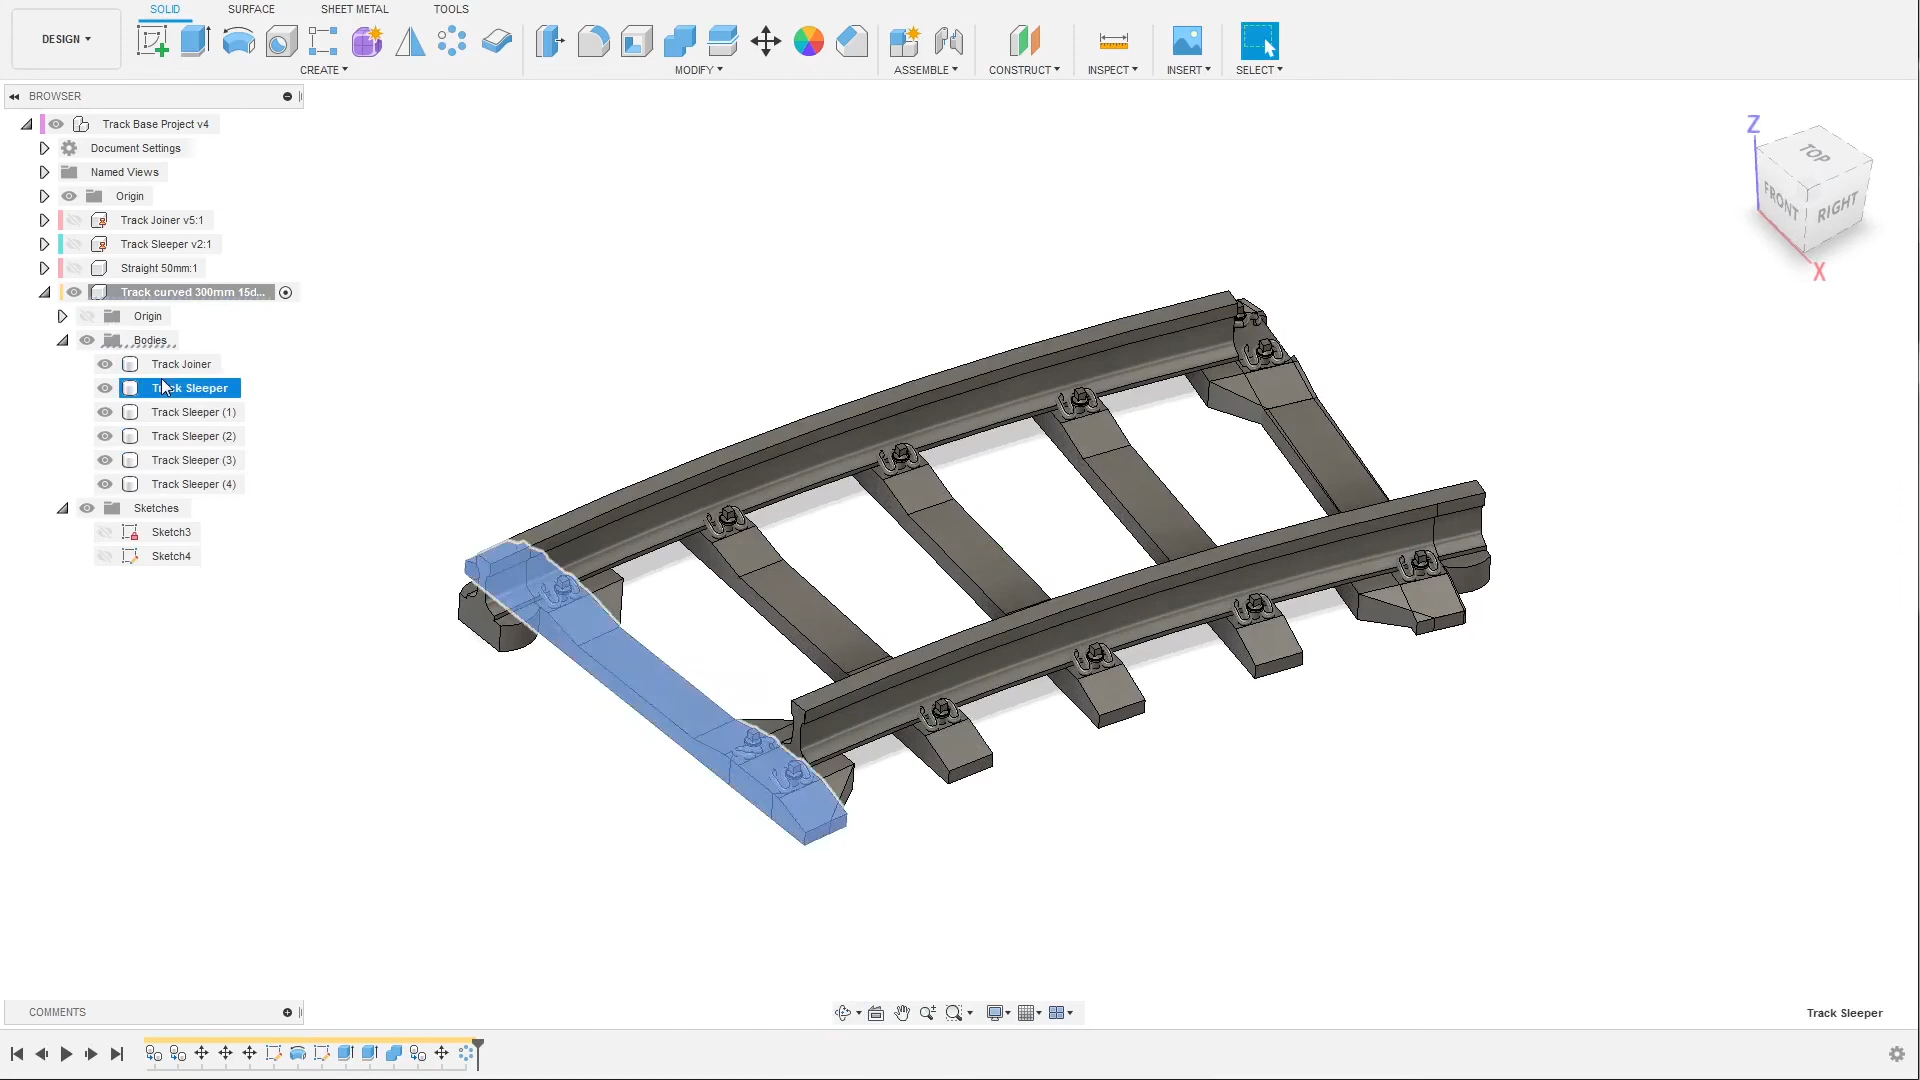 SOLID SURFACE SHEET METAL TOOLS
DESIGN
CREATE MODIFY ASSEMBLE CONSTRUCT INSPECT INSERT SELECT
BROWSER
Track Base Project v4
Document Settings
Named Views
Origin
Track Joiner v5:1
Track Sleeper v2:1
Straight 50mm:1
Track curved 300mm 15d...
Origin
Bodies
Track Joiner
Track Sleeper
Track Sleeper (1)
Track Sleeper (2)
Track Sleeper (3)
Track Sleeper (4)
Sketches
Sketch3
Sketch4
Z
TOP
FRONT
RIGHT
X
COMMENTS
Track Sleeper